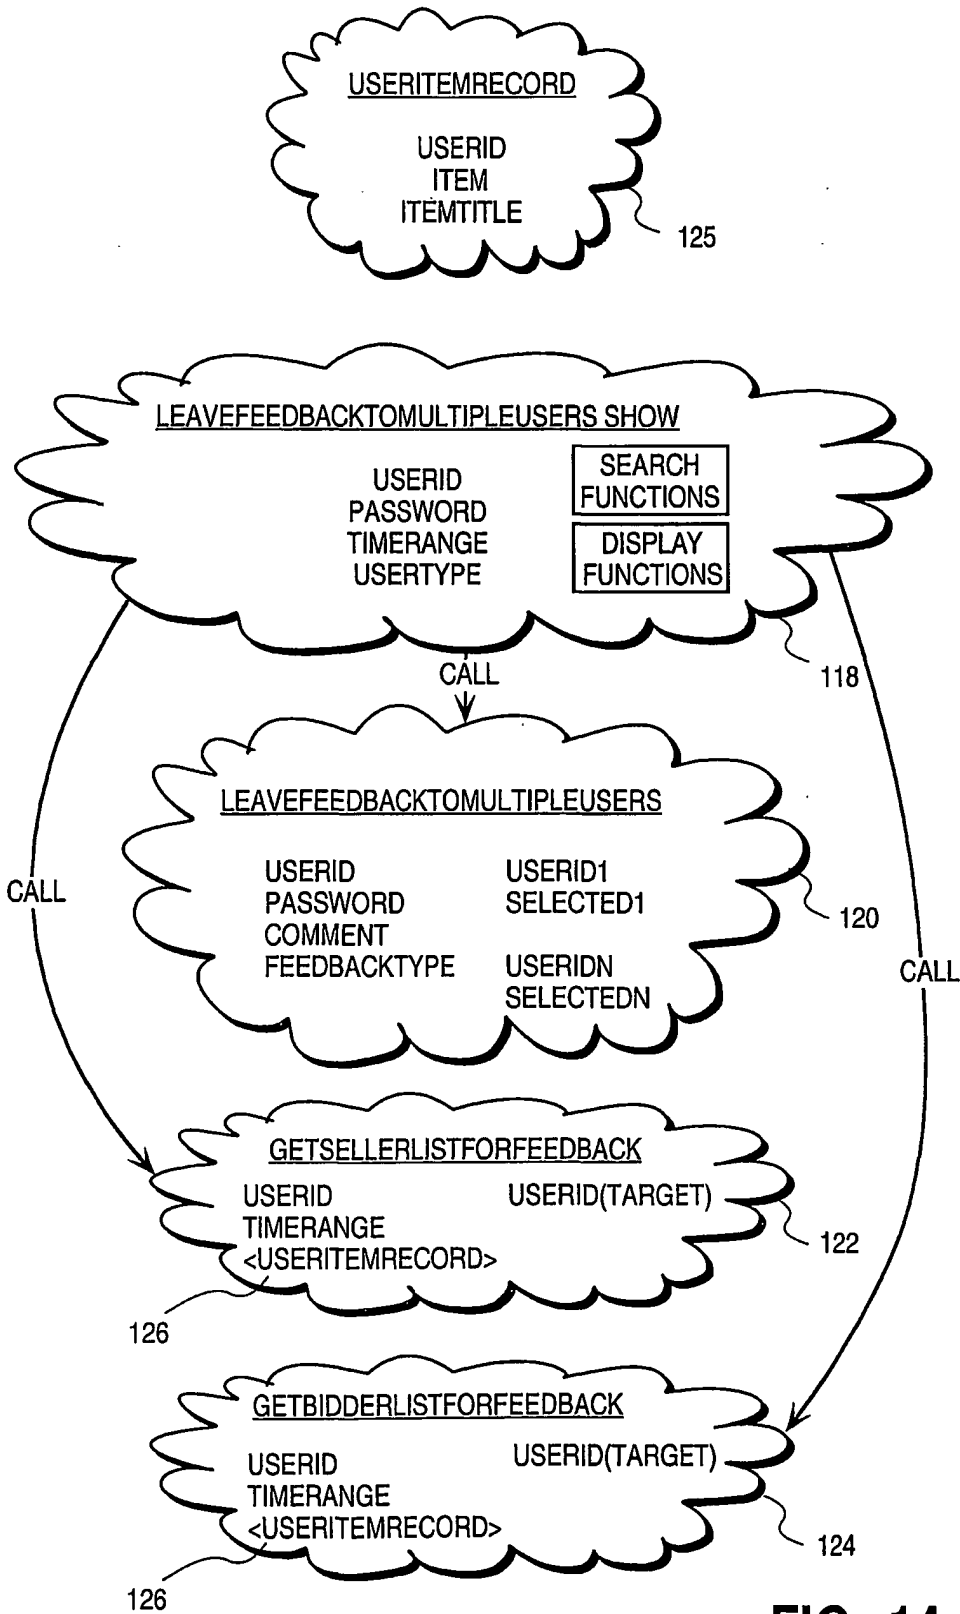 USERITEMRECORD
USERID
ITEM
ITEMTITLE
125
LEAVEFEEDBACKTOMULTIPLEUSERS SHOW
USERID
PASSWORD
TIMERANGE
USERTYPE
SEARCH
FUNCTIONS
DISPLAY
FUNCTIONS
118
CALL
LEAVEFEEDBACKTOMULTIPLEUSERS
USERID
PASSWORD
COMMENT
FEEDBACKTYPE
USERID1
SELECTED1
USERIDN
SELECTEDN
120
CALL
CALL
GETSELLERLISTFORFEEDBACK
USERID
TIMERANGE
<USERITEMRECORD>
USERID(TARGET)
122
126
GETBIDDERLISTFORFEEDBACK
USERID
TIMERANGE
<USERITEMRECORD>
USERID(TARGET)
124
126